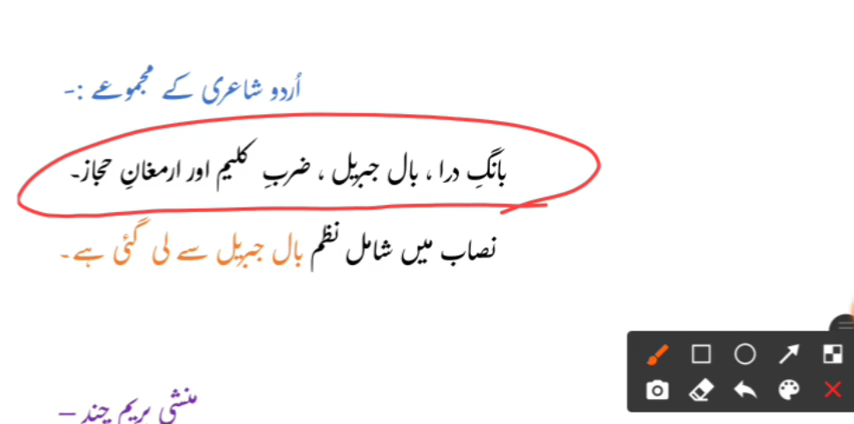 اُردو شاعری کے مجموعے :-
بانگِ درا ، بال جبریل ، ضربِ کلیم اور ارمغانِ حجاز۔
نصاب میں شامل نظم بال جبریل سے لی گئی ہے۔
منشی پریم چند –